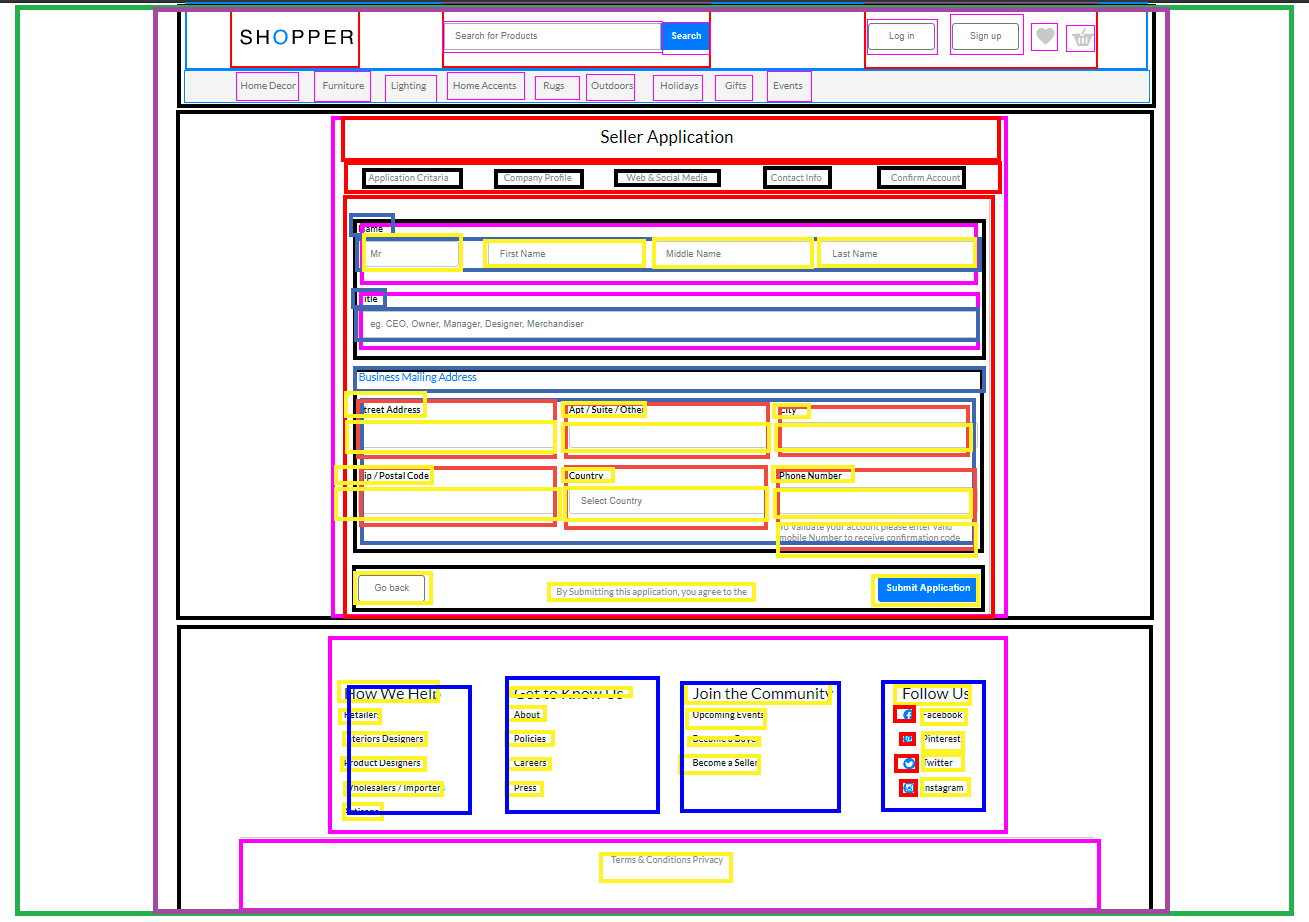 SHOPPER
Search for Products
Search
Log in
Sign up
Home Decor
Furniture
Lighting
Home Accents
Rugs
Outdoors
Holidays
Gifts
Events
Seller Application
Application Critaria
Company Profile
Web & Social Media
Contact Info
Confirm Account
Name
Mr
First Name
Middle Name
Last Name
Title
eg. CEO, Owner, Manager, Designer, Merchandiser
Business Mailing Address
Street Address
Apt / Suite / Other
City
Zip / Postal Code
Country
Phone Number
Select Country
To validate your account please enter valid
mobile Number to receive confirmation code
Go back
By Submitting this application, you agree to the
Submit Application
How We Help
Get to Know Us
Join the Community
Follow Us
Retailers
About
Upcoming Events
Facebook
Interiors Designers
Policies
Become a Buyer
Pinterest
Product Designers
Careers
Become a Seller
Twitter
Wholesalers / Importers
Press
Instagram
Terms & Conditions Privacy